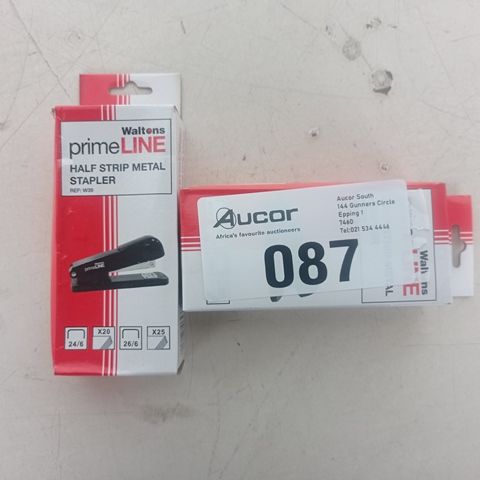 Waltons
primeLINE
HALF STRIP METAL
STAPLER
REF: W39
primeLINE
24/6
X20
26/6
X25
Aucor
Africa's favourite auctioneers
Aucor South
144 Gunners Circle
Epping 1
7460
Tel:021 534 4446
087
Waltons